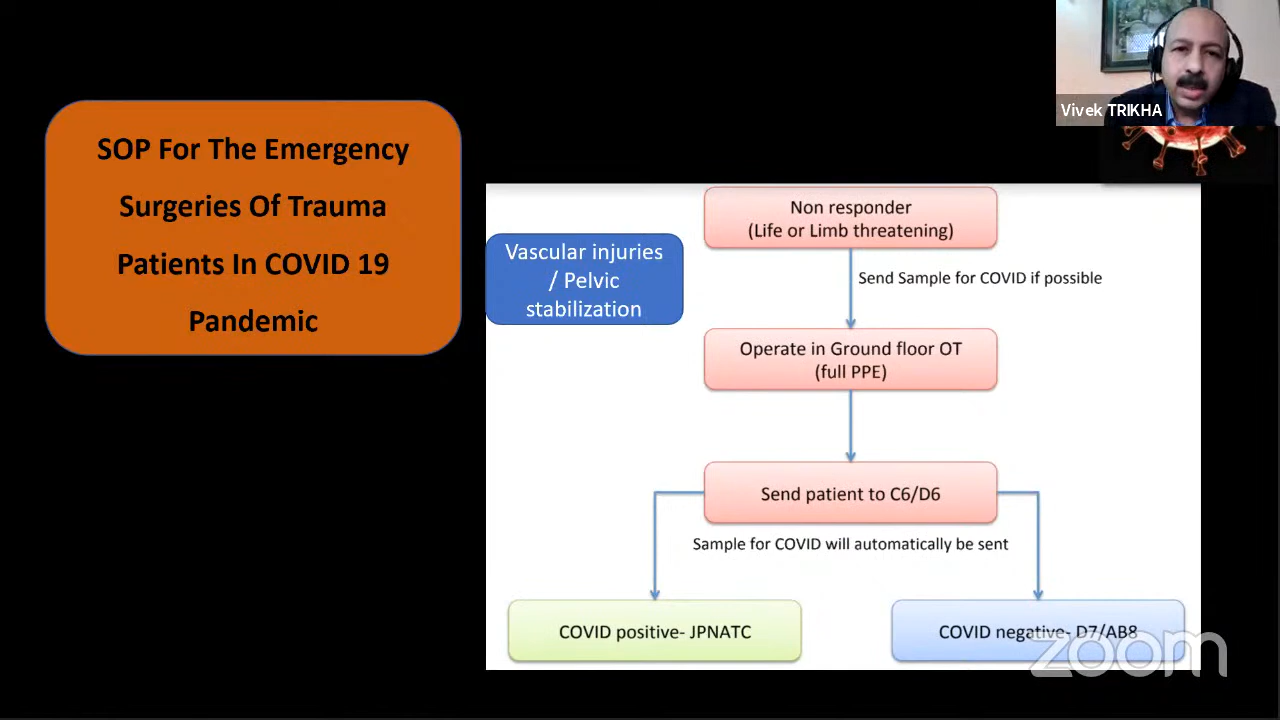 Vivek TRIKHA
SOP For The Emergency
Surgeries Of Trauma
Patients In COVID 19
Pandemic
Vascular injuries
/ Pelvic
stabilization
Non responder
(Life or Limb threatening)
Send Sample for COVID if possible
Operate in Ground floor OT
(full PPE)
Send patient to C6/D6
Sample for COVID will automatically be sent
COVID positive- JPNATC
COVID negative- D7/AB8
zoom